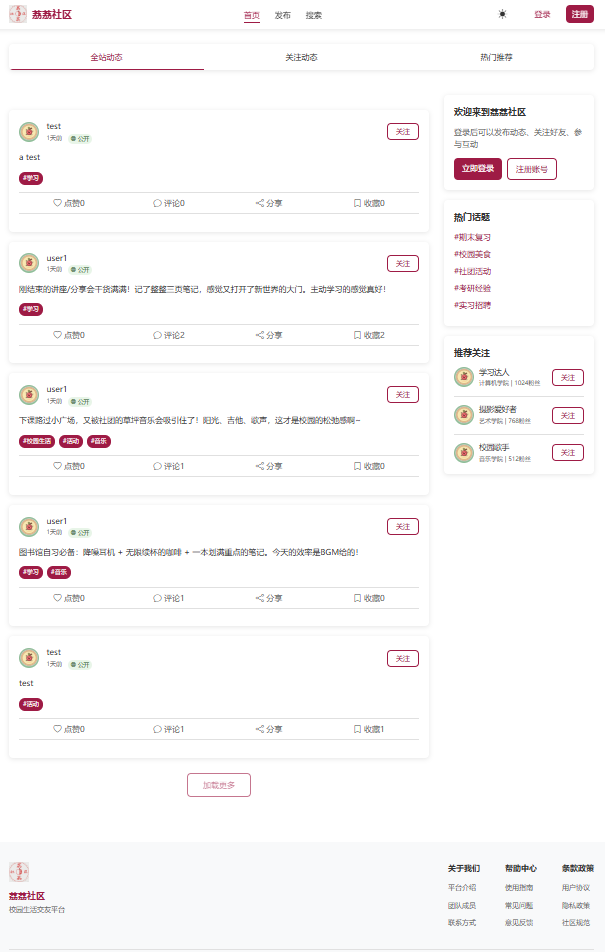 荔荔社区
首页 发布 搜索
登录 注册
全站动态 关注动态 热门推荐
test
1天前 公开
关注
a test
#学习
点赞0 评论0 分享 收藏0
user1
1天前 公开
关注
刚结束的讲座/分享会干货满满！记了整整三页笔记，感觉又打开了新世界的大门。主动学习的感觉真好！
#学习
点赞0 评论2 分享 收藏2
user1
1天前 公开
关注
下课路过小广场，又被社团的草坪音乐会吸引住了！阳光、吉他、歌声，这才是校园的松弛感啊~
#校园生活 #活动 #音乐
点赞0 评论1 分享 收藏0
user1
1天前 公开
关注
图书馆自习必备：降噪耳机 + 无限续杯的咖啡 + 一本划满重点的笔记。今天的效率是BGM给的！
#学习 #音乐
点赞0 评论1 分享 收藏0
test
1天前 公开
关注
test
#活动
点赞0 评论1 分享 收藏1
加载更多
欢迎来到荔荔社区
登录后可以发布动态、关注好友、参
与互动
立即登录 注册账号
热门话题
#期末复习
#校园美食
#社团活动
#考研经验
#实习招聘
推荐关注
学习达人
计算机学院 | 1024粉丝
关注
摄影爱好者
艺术学院 | 768粉丝
关注
校园歌手
音乐学院 | 512粉丝
关注
荔荔社区
校园生活交友平台
关于我们
平台介绍
团队成员
联系方式
帮助中心
使用指南
常见问题
意见反馈
条款政策
用户协议
隐私政策
社区规范